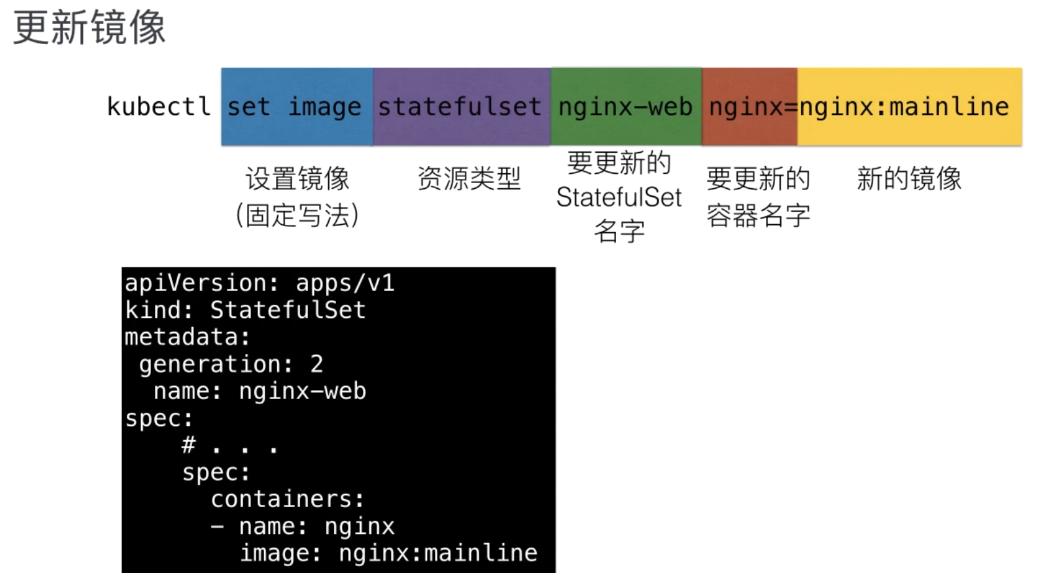 更新镜像
kubectl set image statefulset nginx-web nginx=nginx:mainline
设置镜像
（固定写法）
资源类型
要更新的
StatefulSet
名字
要更新的
容器名字
新的镜像
apiVersion: apps/v1
kind: StatefulSet
metadata:
 generation: 2
  name: nginx-web
spec:
    # . . .
    spec:
      containers:
      - name: nginx
        image: nginx:mainline